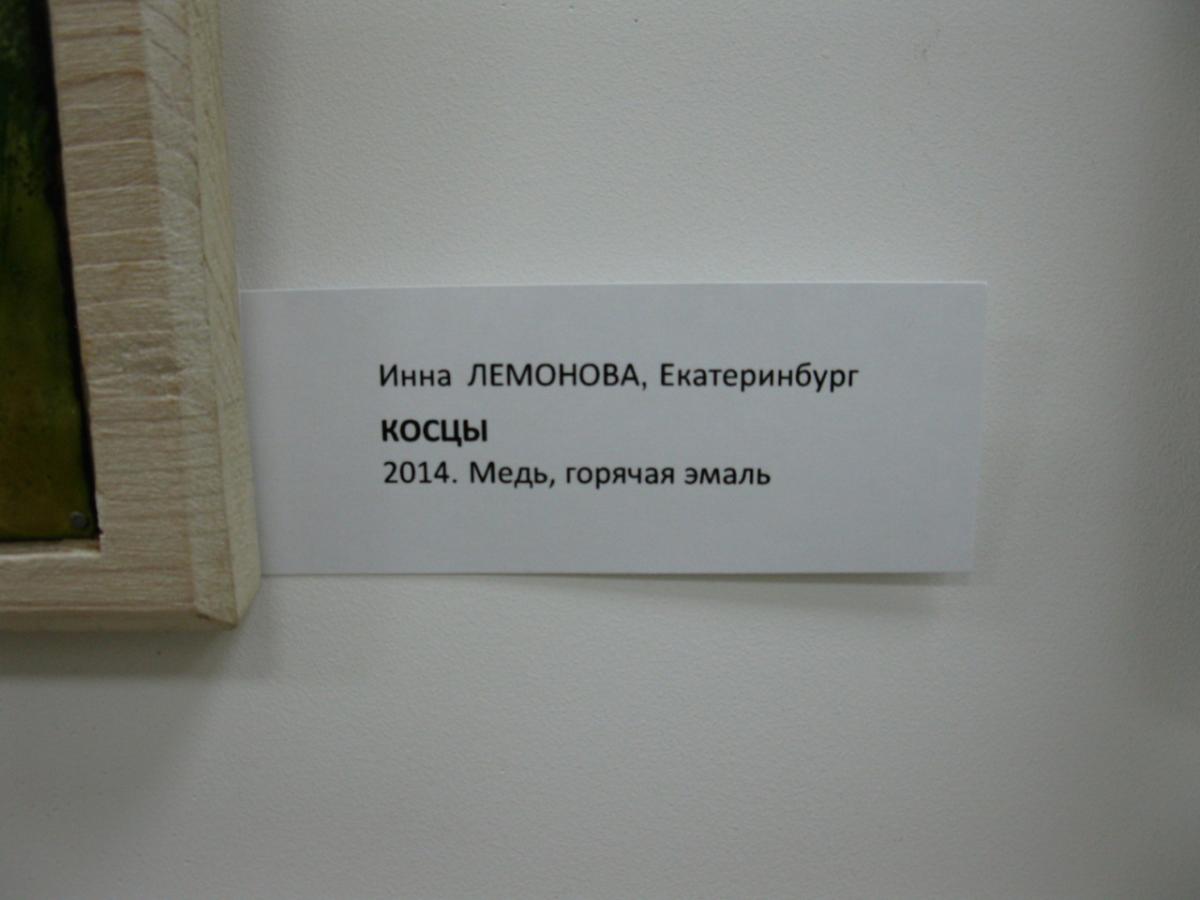 Инна ЛЕМОНОВА, Екатеринбург
КОСЦЫ
2014. Медь, горячая эмаль